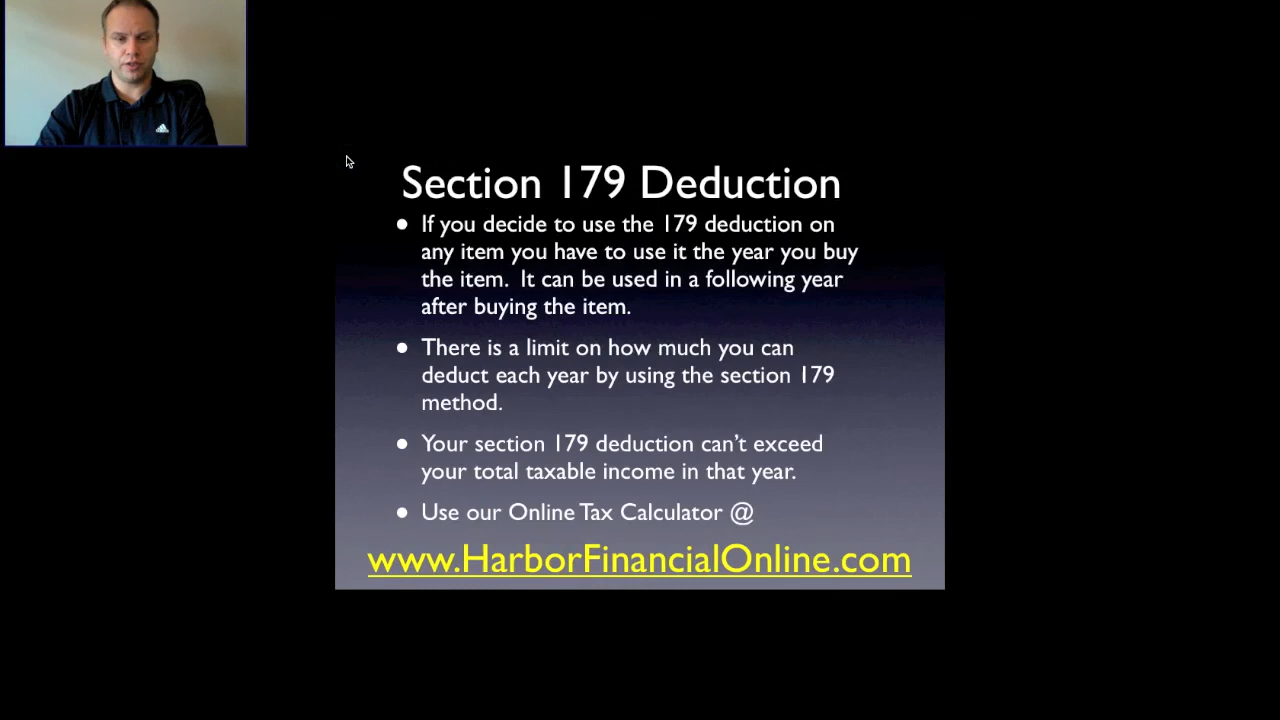 Section 179 Deduction
• If you decide to use the 179 deduction on
any item you have to use it the year you buy
the item. It can be used in a following year
after buying the item.
• There is a limit on how much you can
deduct each year by using the section 179
method.
• Your section 179 deduction can't exceed
your total taxable income in that year.
• Use our Online Tax Calculator @
www.HarborFinancialOnline.com